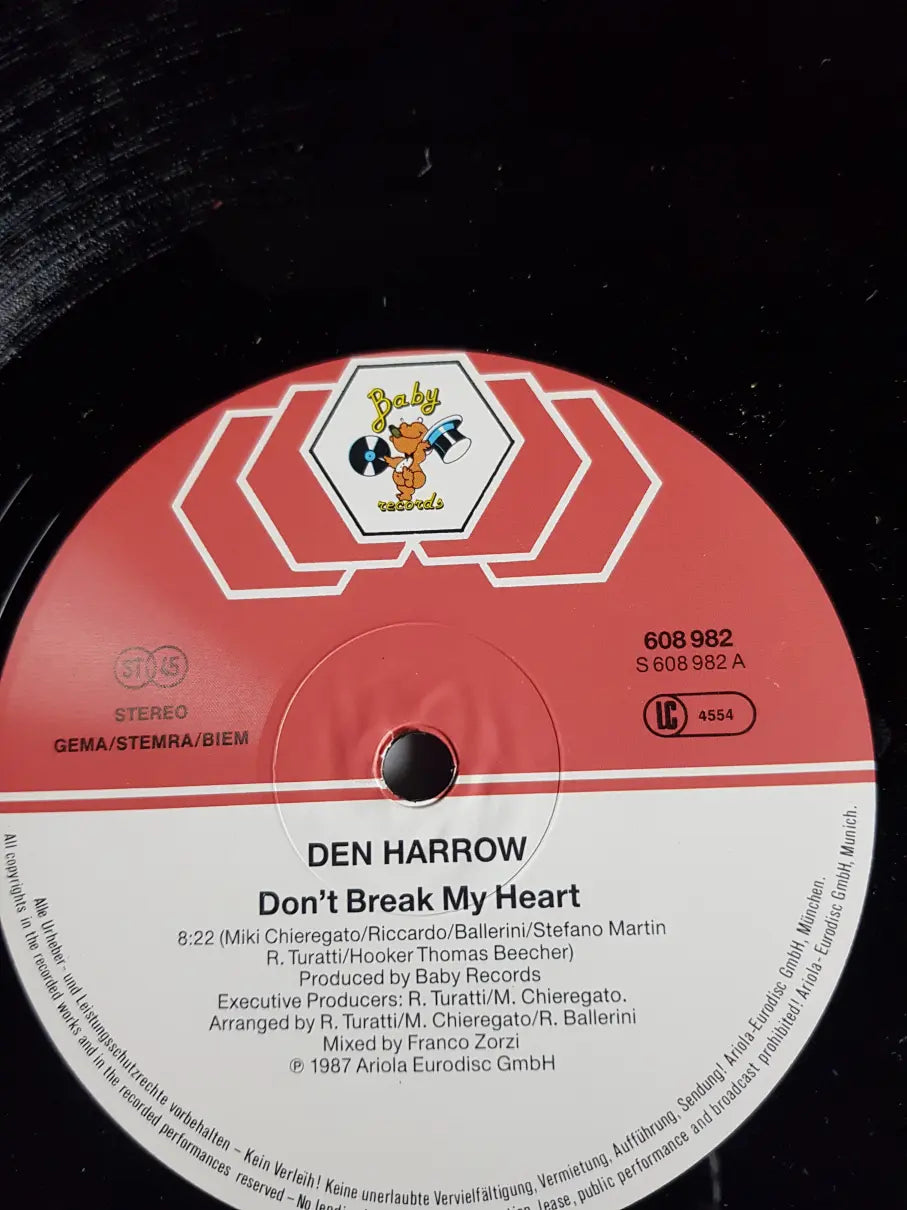 Baby
records
608 982
S 608 982 A
ST 45
LC 4554
STEREO
GEMA/STEMRA/BIEM
DEN HARROW
Don't Break My Heart
8:22 (Miki Chieregato/Riccardo/Ballerini/Stefano Martin
R. Turatti/Hooker Thomas Beecher)
Produced by Baby Records
Executive Producers: R. Turatti/M. Chieregato.
Arranged by R. Turatti/M. Chieregato/R. Ballerini
Mixed by Franco Zorzi
℗ 1987 Ariola Eurodisc GmbH
Alle Urheber- und Leistungsschutzrechte vorbehalten – Kein Verleih! Keine unerlaubte Vervielfältigung, Vermietung, Aufführung, Sendung! Ariola-Eurodisc GmbH, München.
All copyrights in the recorded works and in the recorded performances reserved – No lease, public performance and broadcast prohibited! Ariola-Eurodisc GmbH, Munich.